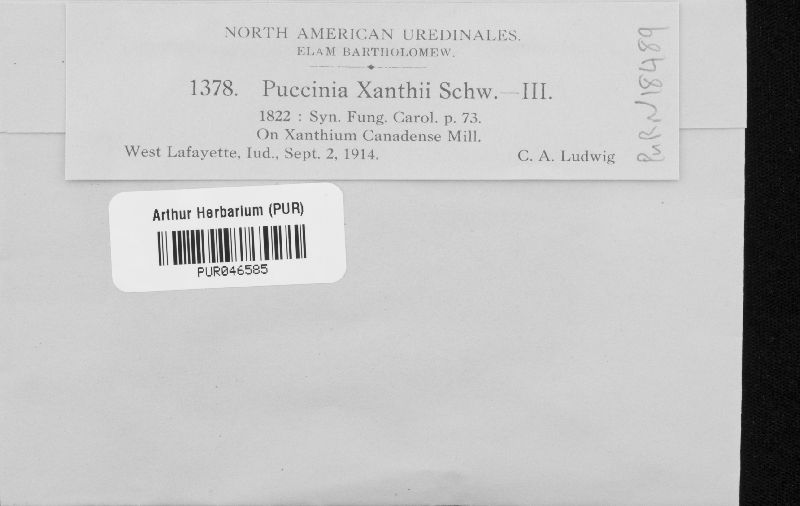 NORTH AMERICAN UREDINALES.
ELAM BARTHOLOMEW.
1378. Puccinia Xanthii Schw.—III.
1822 : Syn. Fung. Carol. p. 73.
On Xanthium Canadense Mill.
West Lafayette, Iud., Sept. 2, 1914. C. A. Ludwig
PUR N18489
Arthur Herbarium (PUR)
PUR046585